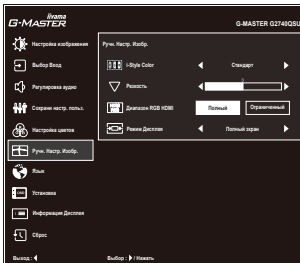 iiyama
G-MASTER
G-MASTER G2740QSU
Настройка изображения
Выбор Вход
Регулировка аудио
Сохрани настр. польз.
Настройка цветов
Ручн. Настр. Изобр.
Язык
OSD
Установка
Информация Дисплея
Сброс
Ручн. Настр. Изобр.
i-Style Color
Стандарт
Резкость
Диапазон RGB HDMI
Полный
Ограниченный
Режим Дисплея
Полный экран
Выход :
Выбор : / Нажать